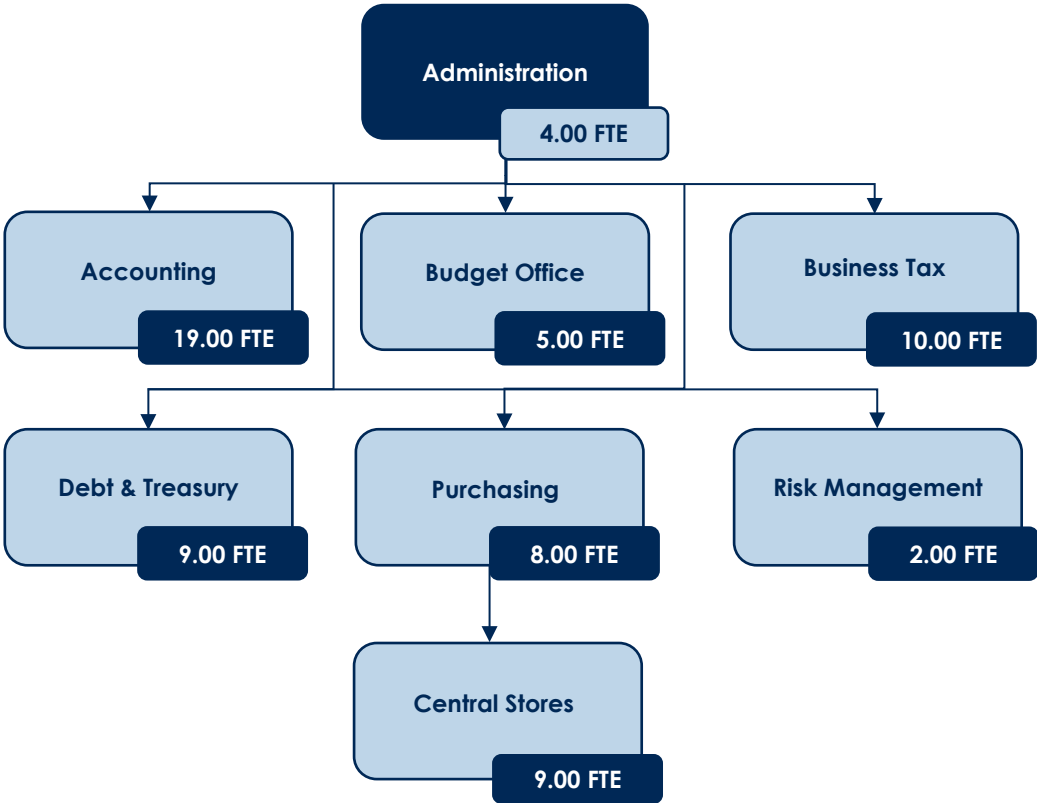 Administration
4.00 FTE
Accounting
19.00 FTE
Budget Office
5.00 FTE
Business Tax
10.00 FTE
Debt & Treasury
9.00 FTE
Purchasing
8.00 FTE
Risk Management
2.00 FTE
Central Stores
9.00 FTE